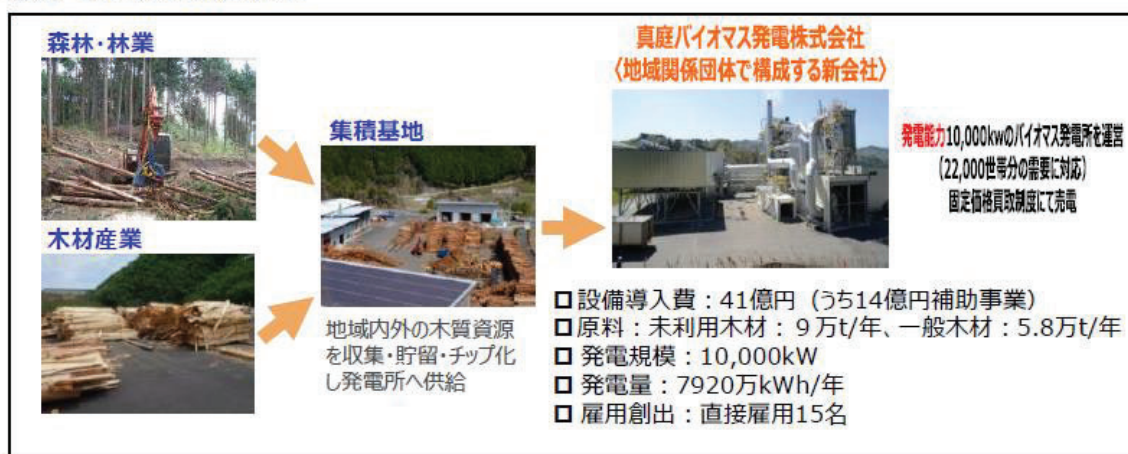 森林・林業
木材産業
集積基地
地域内外の木質資源
を収集・貯留・チップ化
し発電所へ供給
真庭バイオマス発電株式会社
〈地域関係団体で構成する新会社〉
発電能力10,000kwのバイオマス発電所を運営
(22,000世帯分の需要に対応)
固定価格買取制度にて売電
□設備導入費：41億円（うち14億円補助事業）
□原料：未利用木材：９万t/年、一般木材：5.8万t/年
□発電規模：10,000kW
□発電量：7920万kWh/年
□雇用創出：直接雇用15名